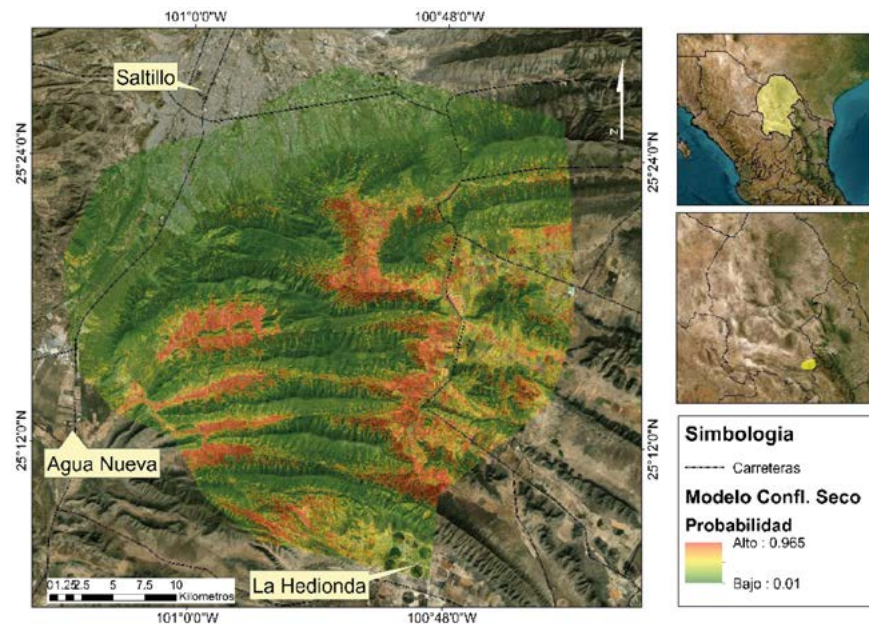 101°0'0"W
100°48'0"W
Saltillo
N
25°24'0"N
25°24'0"N
25°12'0"N
25°12'0"N
Agua Nueva
La Hedionda
0 1.25 2.5 5 7.5 10
Kilometros
101°0'0"W
100°48'0"W
Simbologia
Carreteras
Modelo Confl. Seco
Probabilidad
Alto : 0.965
Bajo : 0.01